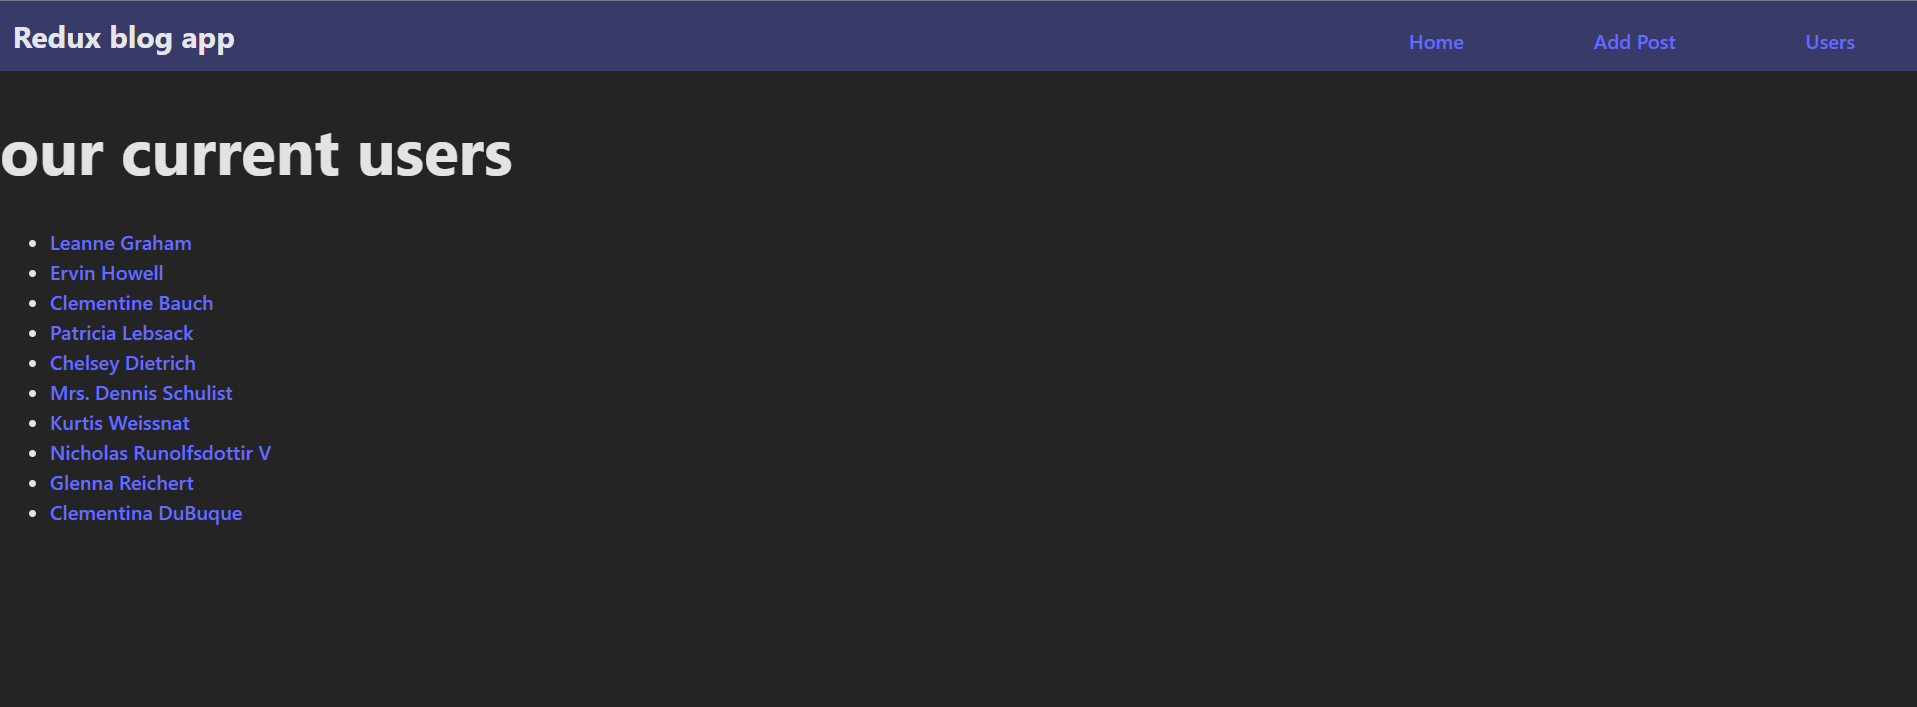 Redux blog app
Home
Add Post
Users
our current users
Leanne Graham
Ervin Howell
Clementine Bauch
Patricia Lebsack
Chelsey Dietrich
Mrs. Dennis Schulist
Kurtis Weissnat
Nicholas Runolfsdottir V
Glenna Reichert
Clementina DuBuque